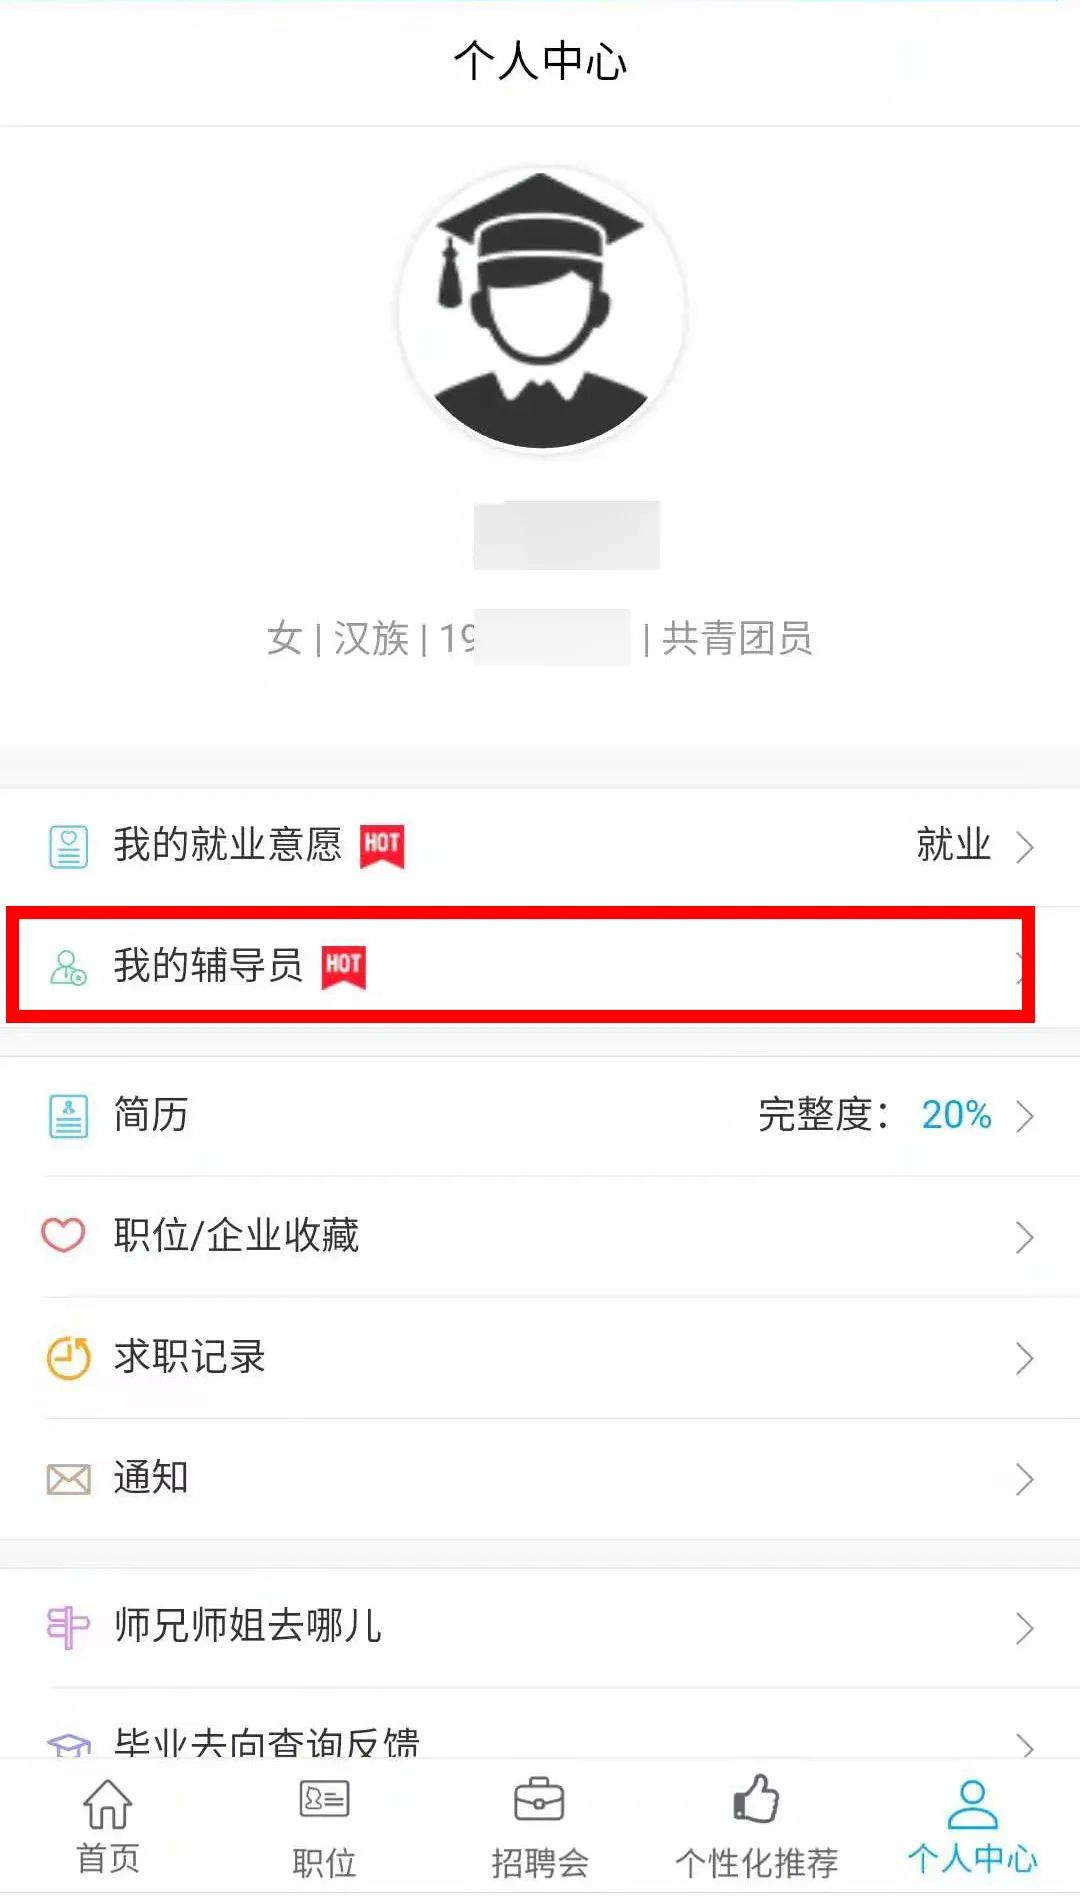 个人中心
女 | 汉族 | 19 | 共青团员
我的就业意愿 HOT 就业
我的辅导员 HOT
简历 完整度： 20%
职位/企业收藏
求职记录
通知
师兄师姐去哪儿
毕业去向查询反馈
首页 职位 招聘会 个性化推荐 个人中心